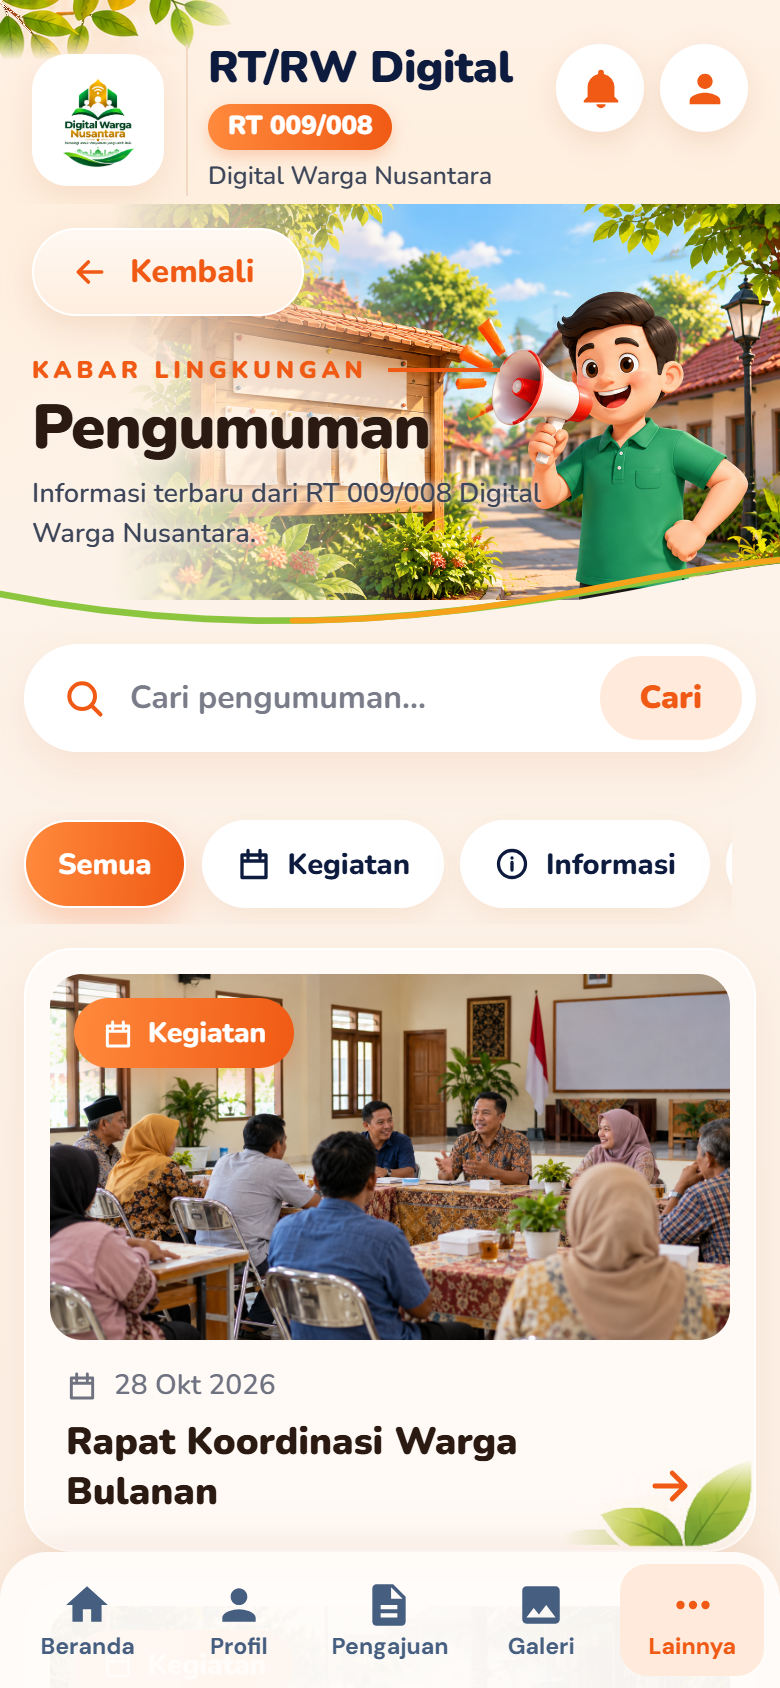 Digital Warga
Nusantara
RT/RW Digital
RT 009/008
Digital Warga Nusantara
Kembali
KABAR LINGKUNGAN
Pengumuman
Informasi terbaru dari RT 009/008 Digital
Warga Nusantara.
Cari pengumuman...
Cari
Semua
Kegiatan
Informasi
Kegiatan
28 Okt 2026
Rapat Koordinasi Warga
Bulanan
Kegiatan
Beranda
Profil
Pengajuan
Galeri
Lainnya